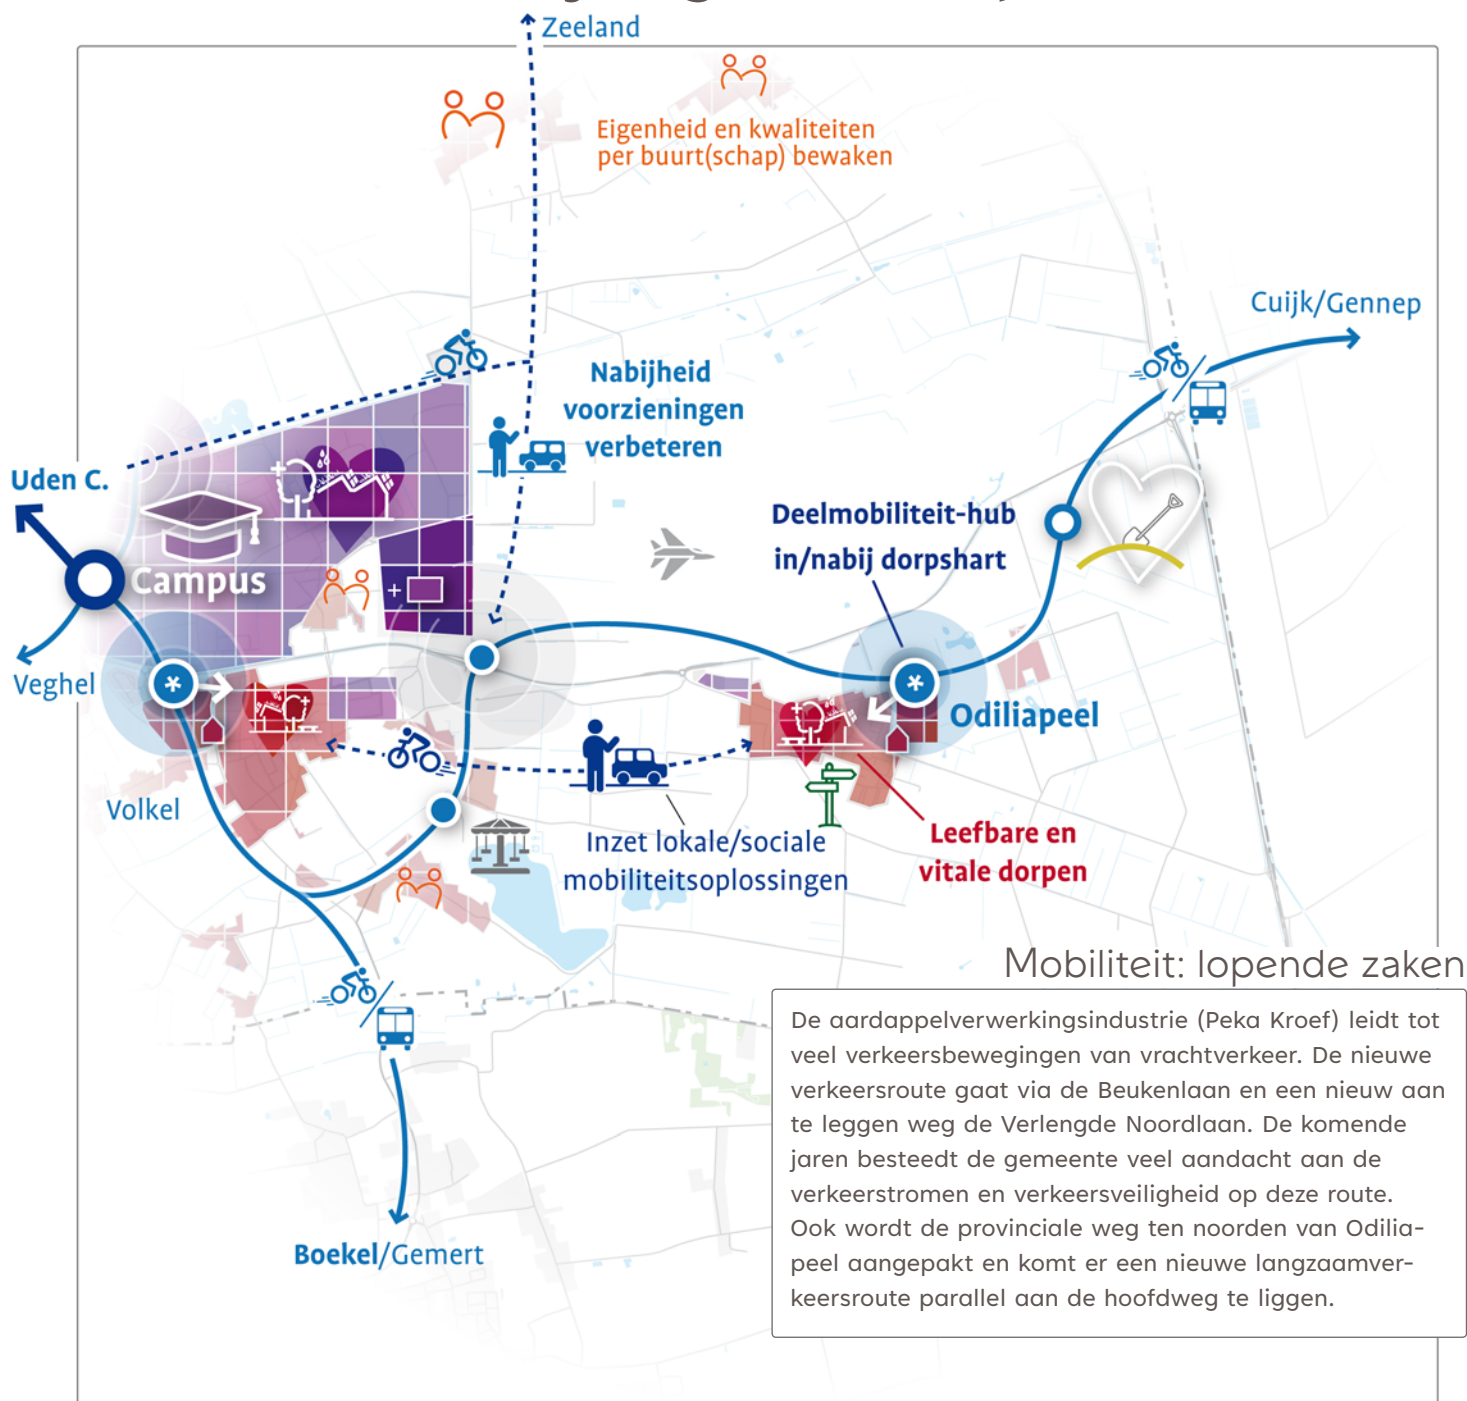 Zeeland
Eigenheid en kwaliteiten
per buurt(schap) bewaken
Cuijk/Gennep
Nabijheid
voorzieningen
verbeteren
Uden C.
Campus
Deelmobiliteit-hub
in/nabij dorpshart
Veghel
Odiliapeel
Volkel
Inzet lokale/sociale
mobiliteitsoplossingen
Leefbare en
vitale dorpen
Mobiliteit: lopende zaken
De aardappelverwerkingsindustrie (Peka Kroef) leidt tot
veel verkeersbewegingen van vrachtverkeer. De nieuwe
verkeersroute gaat via de Beukenlaan en een nieuw aan
te leggen weg de Verlengde Noordlaan. De komende
jaren besteedt de gemeente veel aandacht aan de
verkeerstromen en verkeersveiligheid op deze route.
Ook wordt de provinciale weg ten noorden van Odilia-
peel aangepakt en komt er een nieuwe langzaamver-
keersroute parallel aan de hoofdweg te liggen.
Boekel/Gemert